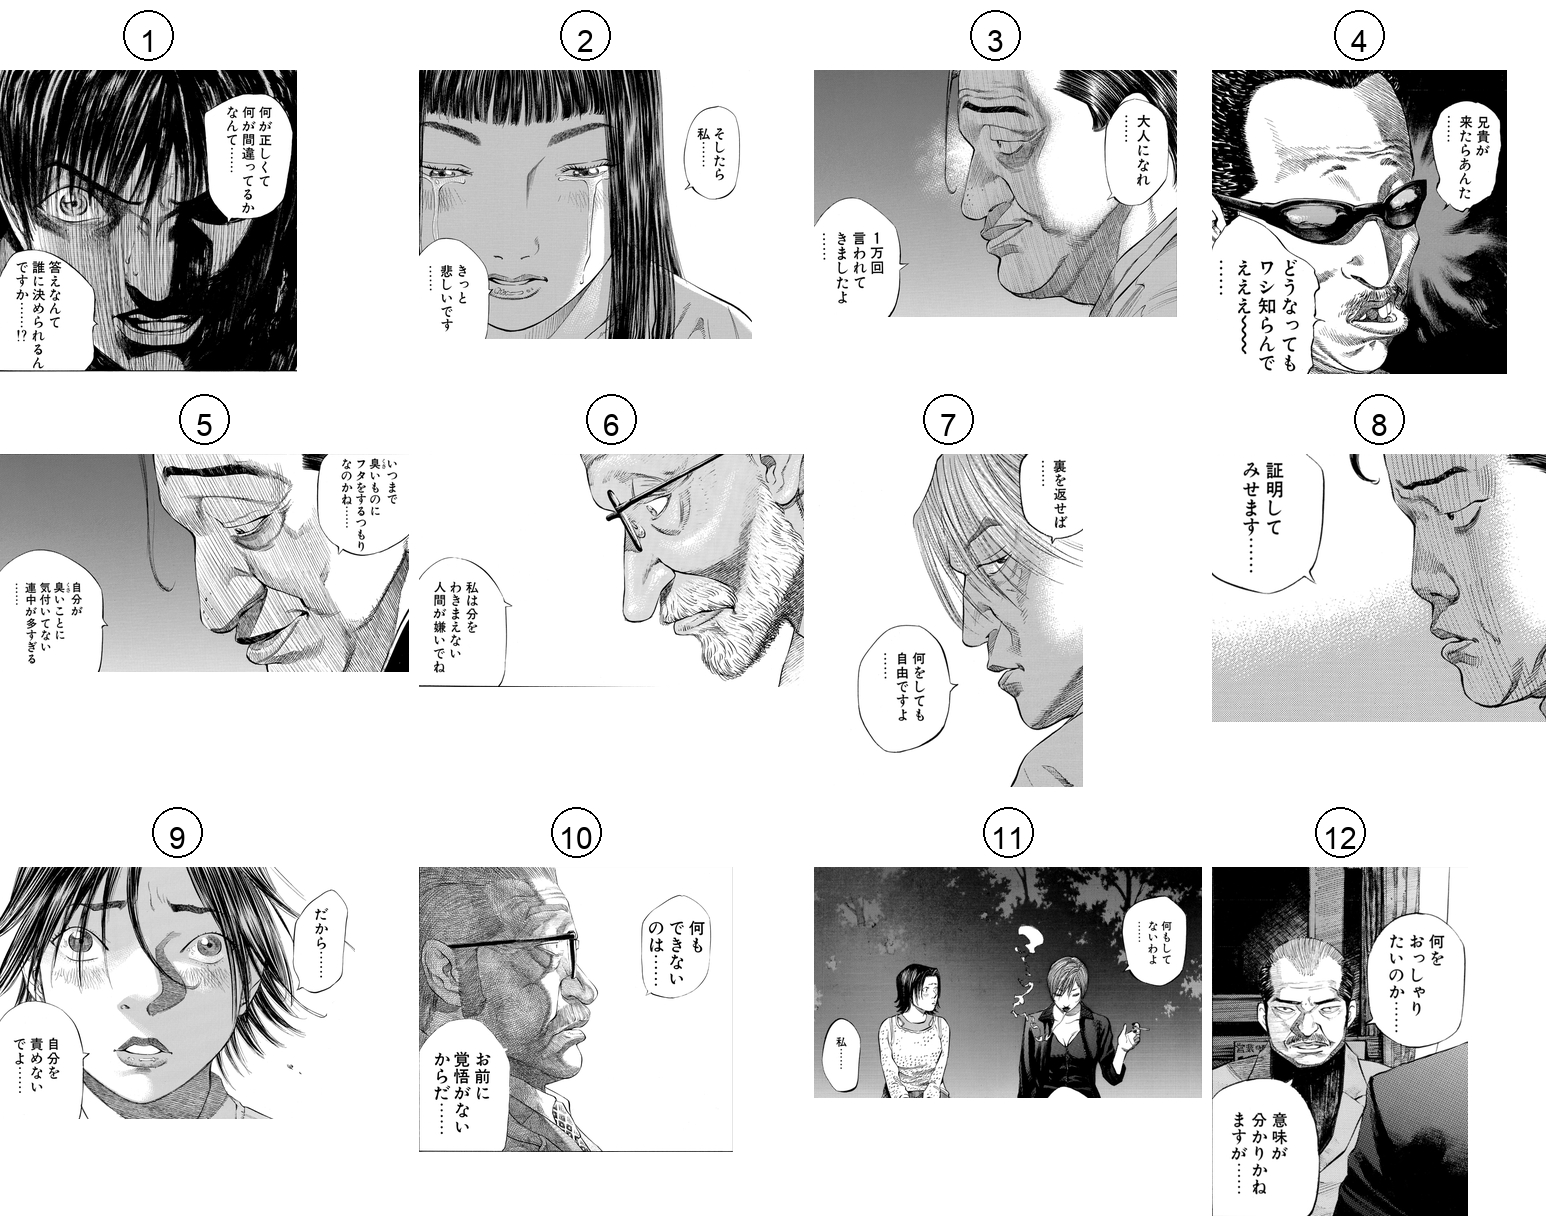 1
何が正しくて
何が間違ってるか
なんて……
答えなんて
誰に決められるん
ですか……!?
2
そしたら
私……
きっと
悲しいです
……
3
大人になれ
……
1万回
言われて
きましたよ
……
4
兄貴が
来たらあんた
……
どうなっても
ワシ知らんで
えええ〜〜〜
……
5
いつまで
臭いものに
くさ
フタをするつもり
なのかね……
自分が
臭いことに
くさ
気付いてない
連中が多すぎる
……
6
私は分を
わきまえない
人間が嫌いでね
7
裏を返せば
……
何をしても
自由ですよ
……
8
証明して
みせます……
9
だから……
自分を
責めない
でよ……
10
何も
できない
のは……
お前に
覚悟がない
からだ……
11
何もして
ないわよ
……
私……
12
何を
おっしゃり
たいのか……
意味が
分かりかね
ますが……